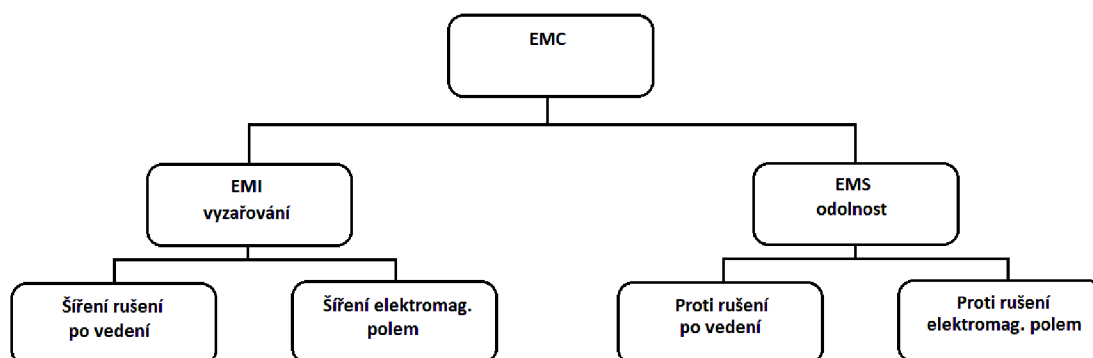 EMC
EMI
vyzařování
EMS
odolnost
Šíření rušení
po vedení
Šíření elektromag.
polem
Proti rušení
po vedení
Proti rušení
elektromag. polem